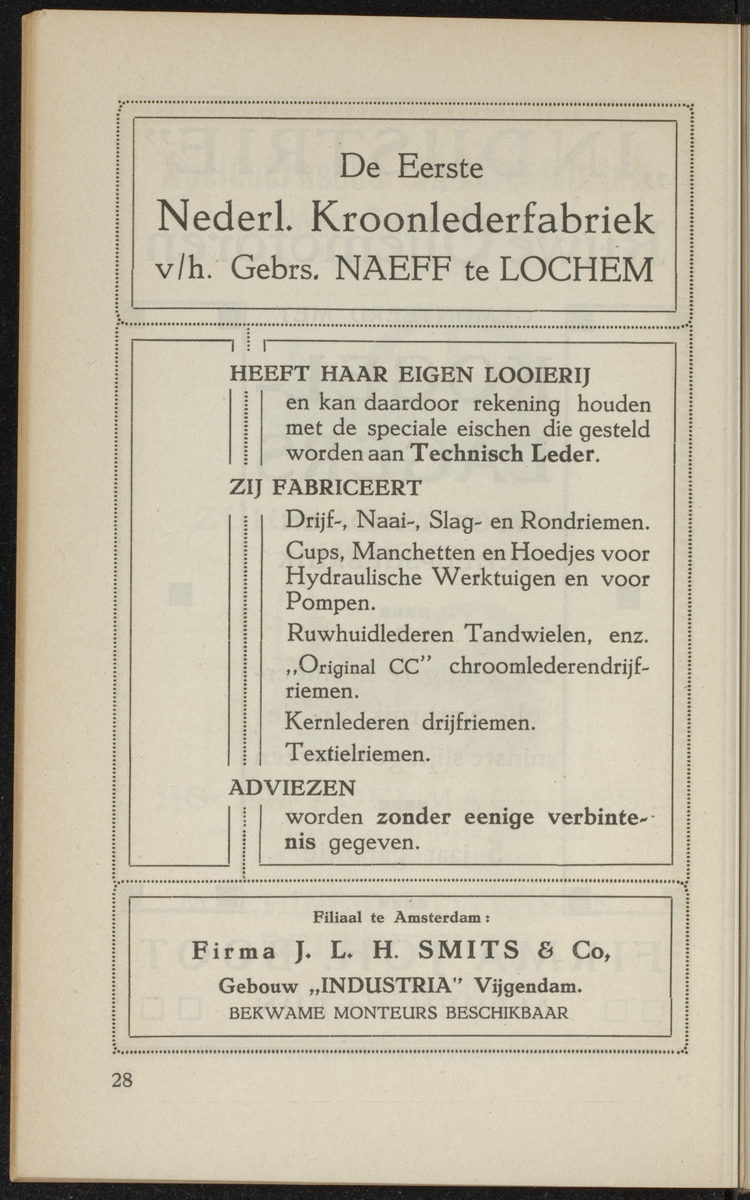 De Eerste
Nederl. Kroonlederfabriek
v/h. Gebrs. NAEFF te LOCHEM
HEEFT HAAR EIGEN LOOIERIJ
en kan daardoor rekening houden
met de speciale eischen die gesteld
worden aan Technisch Leder.
ZIJ FABRICEERT
Drijf-, Naai-, Slag- en Rondriemen.
Cups, Manchetten en Hoedjes voor
Hydraulische Werktuigen en voor
Pompen.
Ruwhuidlederen Tandwielen, enz.
„Original CC” chroomlederendrijf-
riemen.
Kernlederen drijfriemen.
Textielriemen.
ADVIEZEN
worden zonder eenige verbinte-
nis gegeven.
Filiaal te Amsterdam:
Firma J. L. H. SMITS & Co,
Gebouw „INDUSTRIA” Vijgendam.
BEKWAME MONTEURS BESCHIKBAAR
28